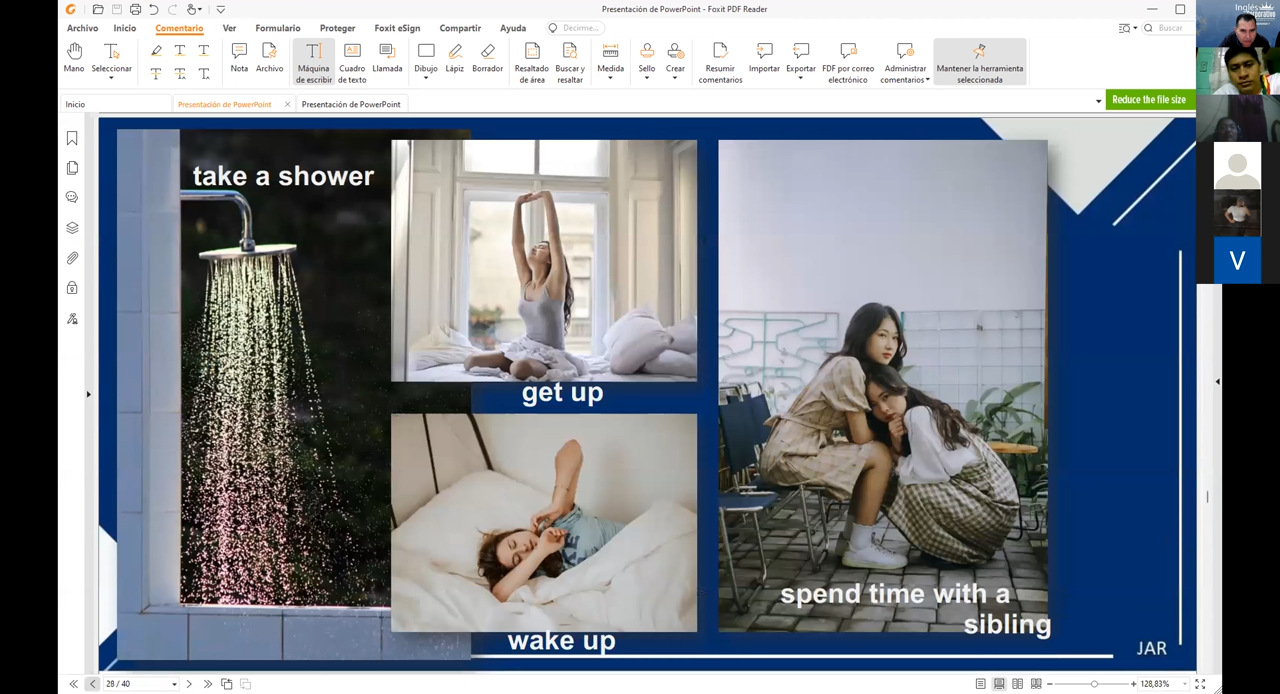 Presentación de PowerPoint - Foxit PDF Reader
Archivo Inicio Comentario Ver Formulario Proteger Foxit eSign Compartir Ayuda Decirme... Buscar
Mano Seleccionar Nota Archivo Máquina de escribir Cuadro de texto Llamada Dibujo Lápiz Borrador Resaltado de área Buscar y resaltar Medida Sello Crear Resumir comentarios Importar Exportar FDF por correo electrónico Administrar comentarios Mantener la herramienta seleccionada
Inicio Presentación de PowerPoint Presentación de PowerPoint Reduce the file size
Inglés
V
take a shower
get up
wake up
spend time with a
sibling
JAR
28 / 40 128,83%